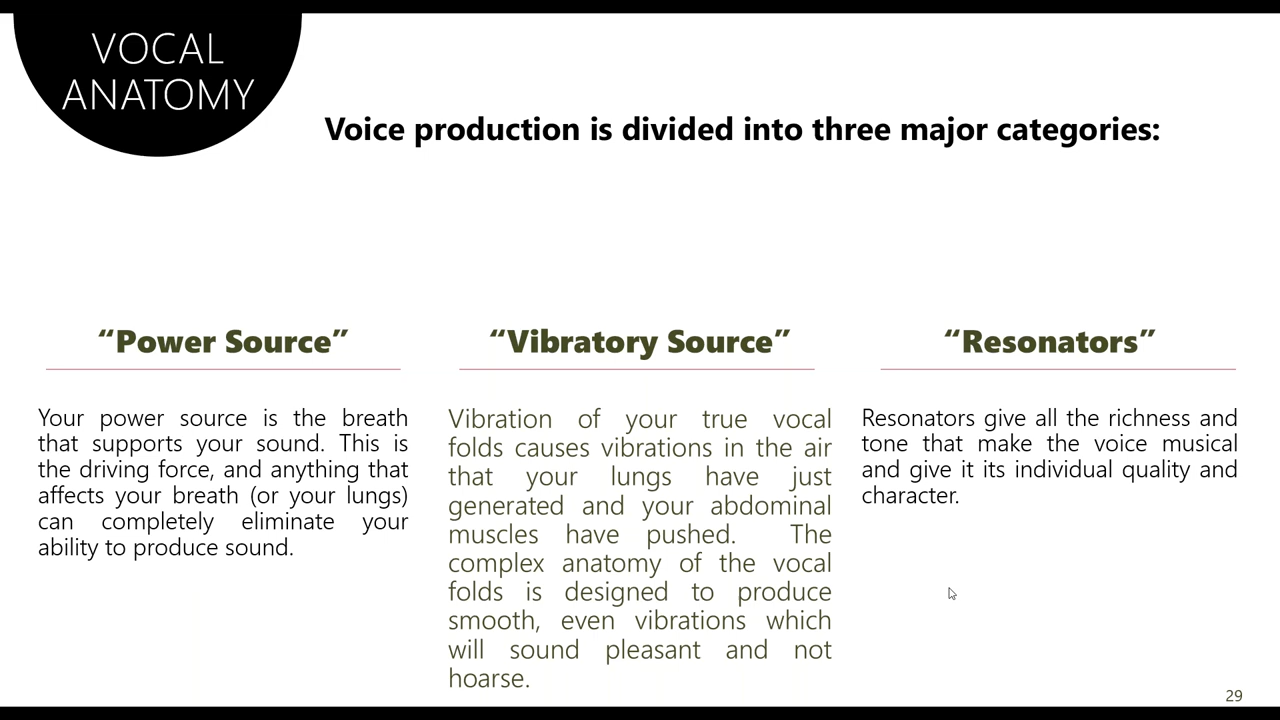 VOCAL
ANATOMY
Voice production is divided into three major categories:
“Power Source”
Your power source is the breath
that supports your sound. This is
the driving force, and anything that
affects your breath (or your lungs)
can completely eliminate your
ability to produce sound.
“Vibratory Source”
Vibration of your true vocal
folds causes vibrations in the air
that your lungs have just
generated and your abdominal
muscles have pushed. The
complex anatomy of the vocal
folds is designed to produce
smooth, even vibrations which
will sound pleasant and not
hoarse.
“Resonators”
Resonators give all the richness and
tone that make the voice musical
and give it its individual quality and
character.
29